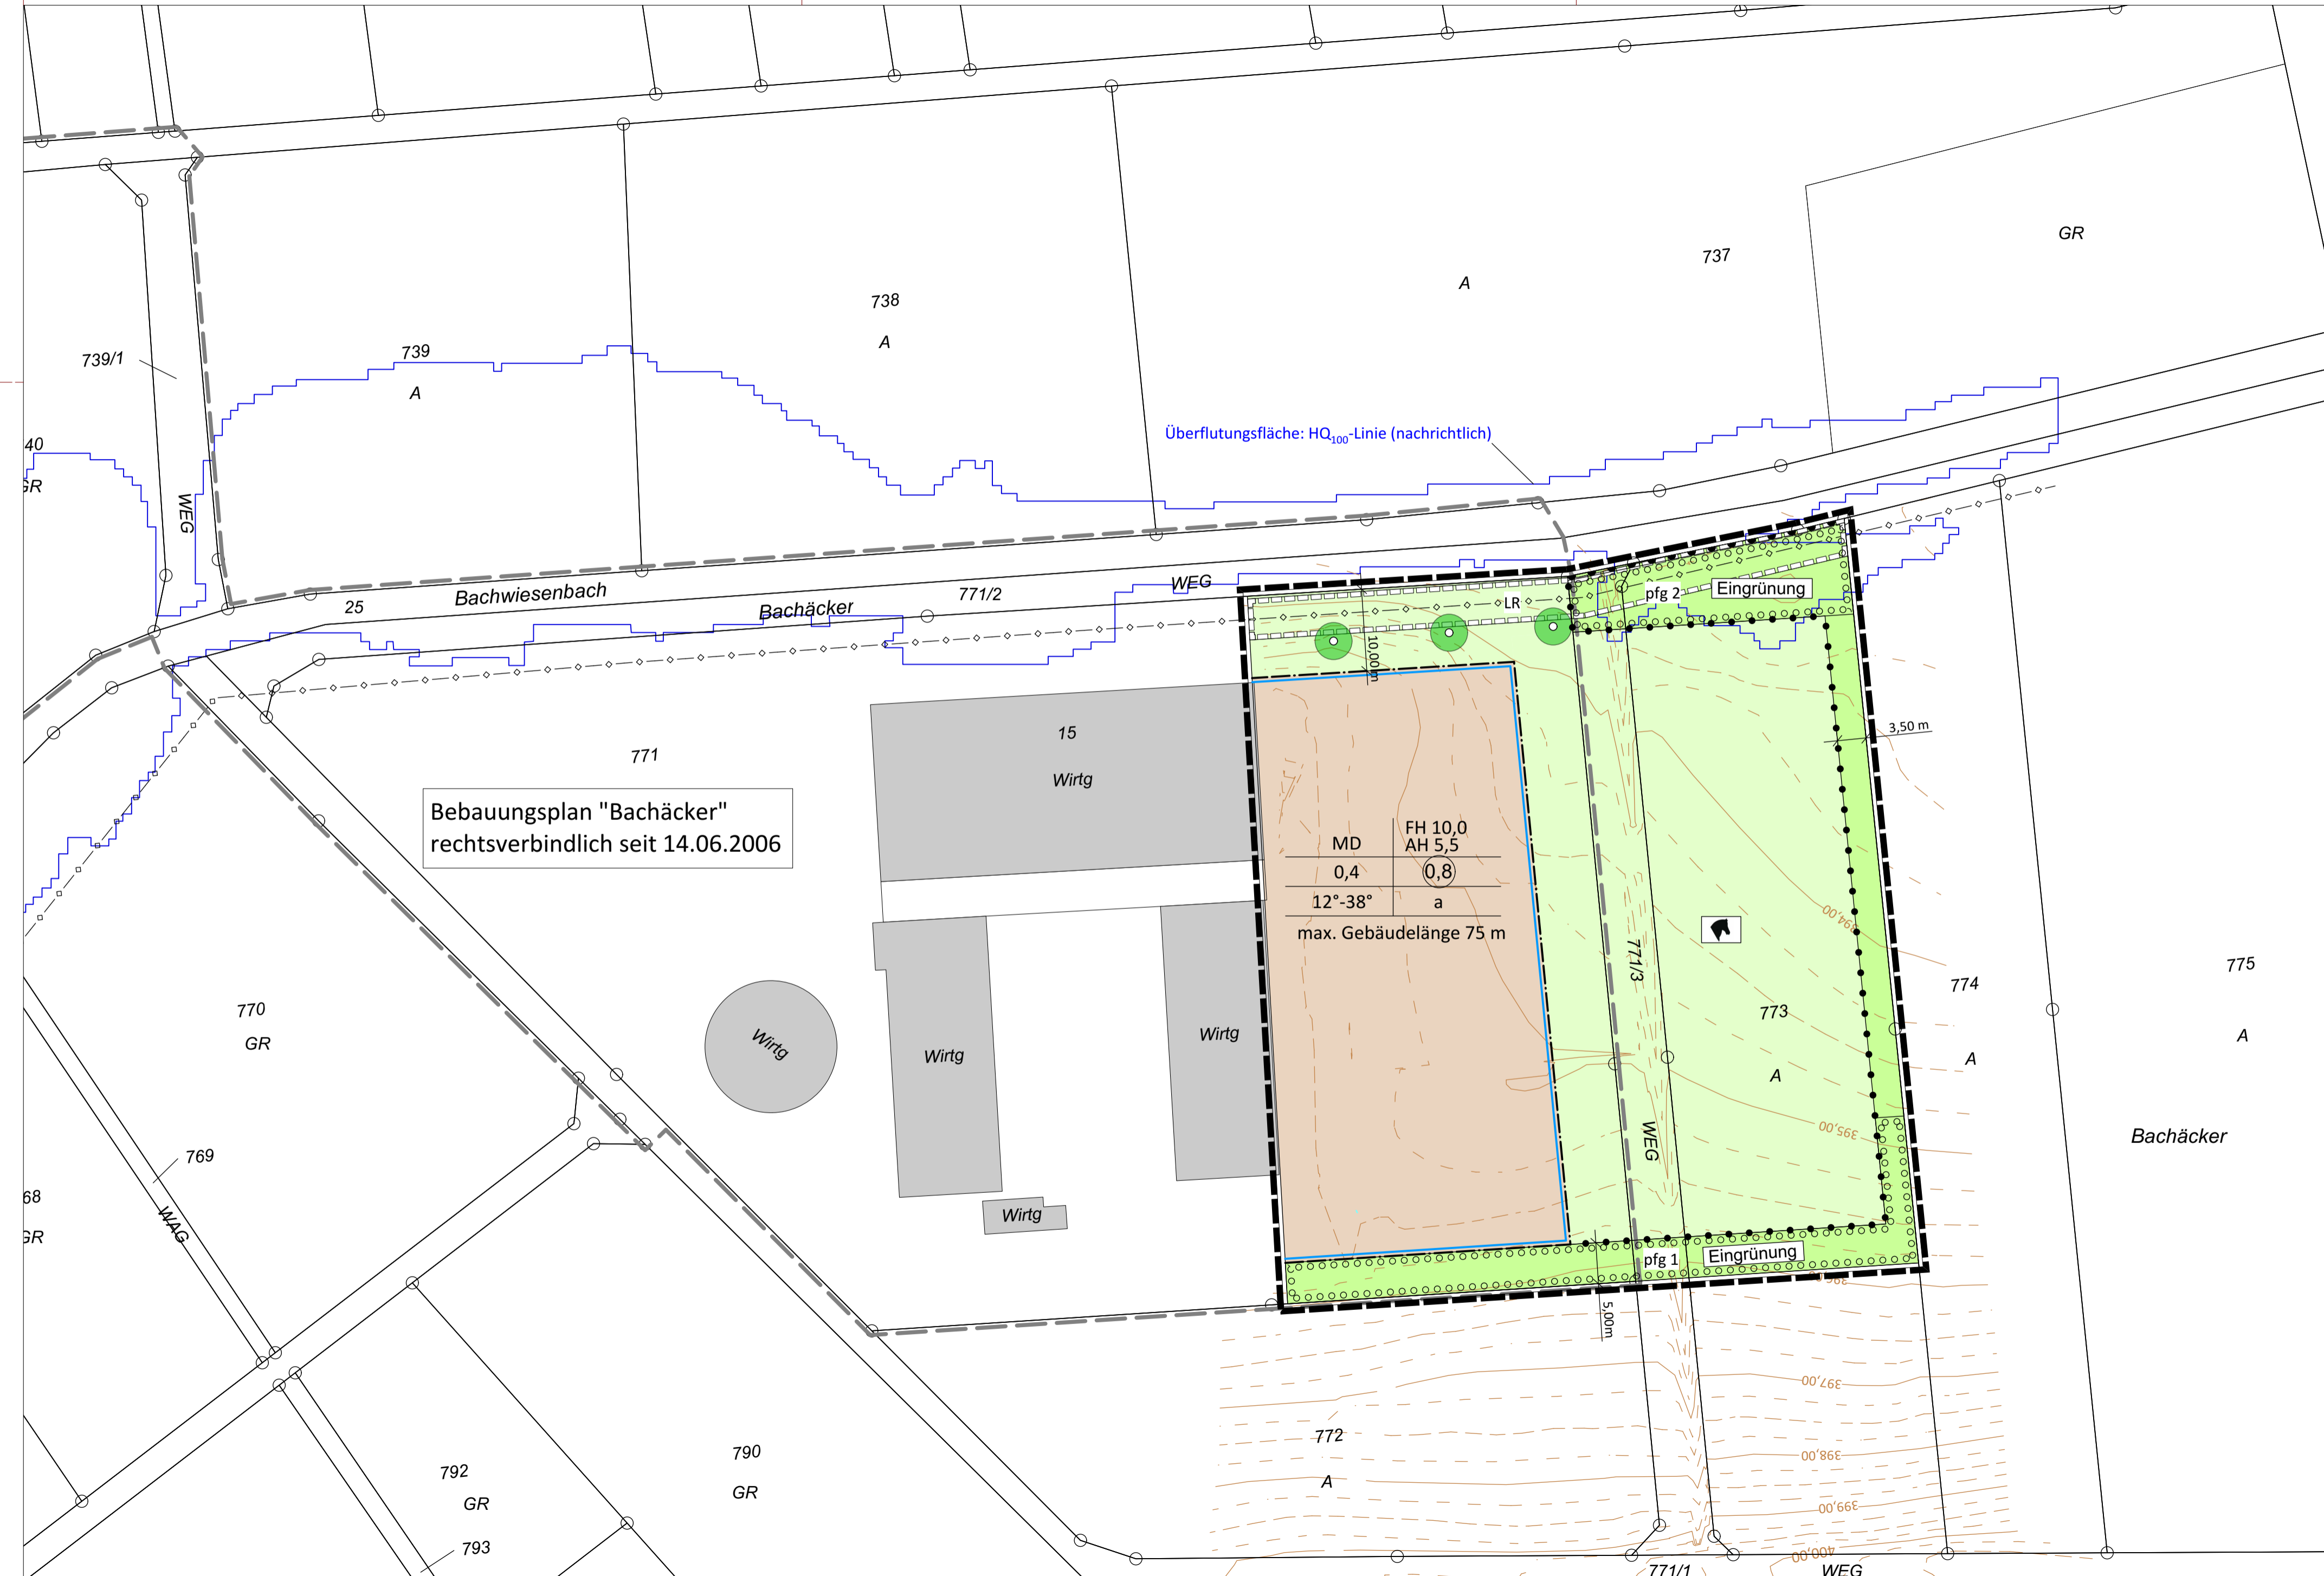 737
GR
A
738
A
739/1
739
A
40
GR
WEG
Überflutungsfläche: HQ100-Linie (nachrichtlich)
25
Bachwiesenbach
Bachäcker
771/2
WEG
LR
pfg 2
Eingrünung
10,00m
3,50 m
771
15
Wirtg
Bebauungsplan "Bachäcker"
rechtsverbindlich seit 14.06.2006
MD
FH 10,0
AH 5,5
0,4
0,8
12°-38°
a
max. Gebäudelänge 75 m
394,00
771/3
773
A
774
A
775
A
770
GR
Wirtg
Wirtg
Wirtg
Wirtg
395,00
WEG
Bachäcker
769
WAG
68
GR
pfg 1
Eingrünung
5,00m
397,00
772
A
398,00
790
GR
792
GR
399,00
793
400,00
771/1
WEG